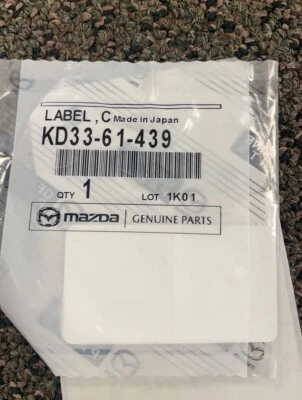 LABEL ,C Made in Japan
KD33-61-439
QTY 1 LOT 1K01
mazda GENUINE PARTS